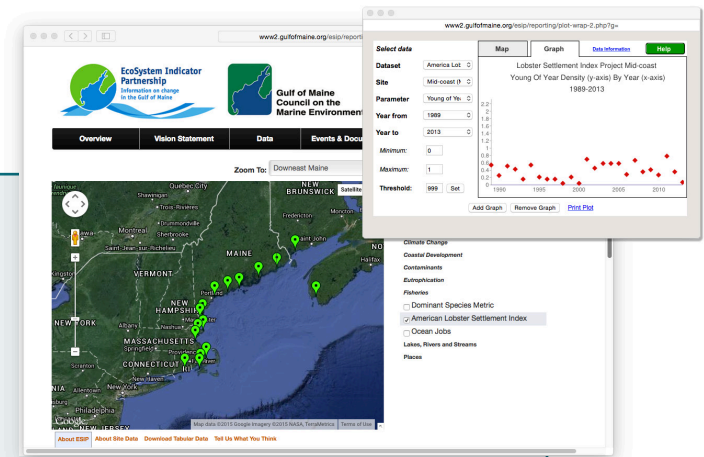 www2.gulfofmaine.org/esip/reporti
EcoSystem Indicator
Partnership
Information on change
in the Gulf of Maine
Gulf of Maine
Council on the
Marine Environment
Overview
Vision Statement
Data
Events & Docu
Zoom To: Downeast Maine
Satellite
Quebec City
Shawinigan
Trois-Rivières
Drummondville
Montreal
Sherbrooke
Saint-Jean-sur-Richelieu
NEW
BRUNSWICK
Fredericton
Moncton
Saint John
Halifax
NO
MAINE
Kingston
VERMONT
Portland
NEW
HAMPSHI
NEW YORK
Albany
Nashua
MASSACHUSETTS
Springfield
Providence
CONNECTICUT
RI
Scranton
New Haven
NIA
Allentown
New York
Philadelphia
NEW JERSEY
Google
Map data ©2015 Google Imagery ©2015 NASA, TerraMetrics
Terms of Use
About ESIP
About Site Data
Download Tabular Data
Tell Us What You Think
Climate Change
Coastal Development
Contaminants
Eutrophication
Fisheries
Dominant Species Metric
American Lobster Settlement Index
Ocean Jobs
Lakes, Rivers and Streams
Places
www2.gulfofmaine.org/esip/reporting/plot-wrap-2.php?g=
Select data
Dataset
America Lob
Site
Mid-coast (M
Parameter
Young of Yea
Year from
1989
Year to
2013
Minimum:
0
Maximum:
1
Threshold:
999
Set
Map
Graph
Data Information
Help
Lobster Settlement Index Project Mid-coast
Young Of Year Density (y-axis) By Year (x-axis)
1989-2013
2.2
2
1.8
1.6
1.4
1.2
1
0.8
0.6
0.4
0.2
0
1990
1995
2000
2005
2010
Add Graph
Remove Graph
Print Plot